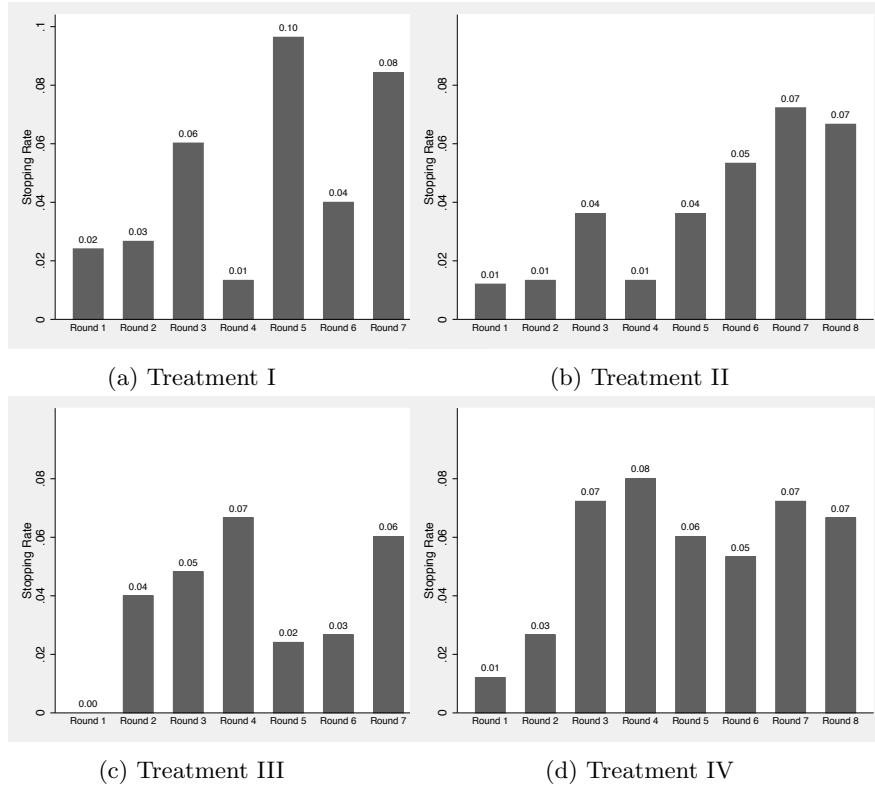 Stopping Rate
0 .02 .04 .06 .08 .1
0.02 0.03 0.06 0.01 0.10 0.04 0.08
Round 1 Round 2 Round 3 Round 4 Round 5 Round 6 Round 7
(a) Treatment I
Stopping Rate
0 .02 .04 .06 .08
0.01 0.01 0.04 0.01 0.04 0.05 0.07 0.07
Round 1 Round 2 Round 3 Round 4 Round 5 Round 6 Round 7 Round 8
(b) Treatment II
Stopping Rate
0 .02 .04 .06 .08
0.00 0.04 0.05 0.07 0.02 0.03 0.06
Round 1 Round 2 Round 3 Round 4 Round 5 Round 6 Round 7
(c) Treatment III
Stopping Rate
0 .02 .04 .06 .08
0.01 0.03 0.07 0.08 0.06 0.05 0.07 0.07
Round 1 Round 2 Round 3 Round 4 Round 5 Round 6 Round 7 Round 8
(d) Treatment IV